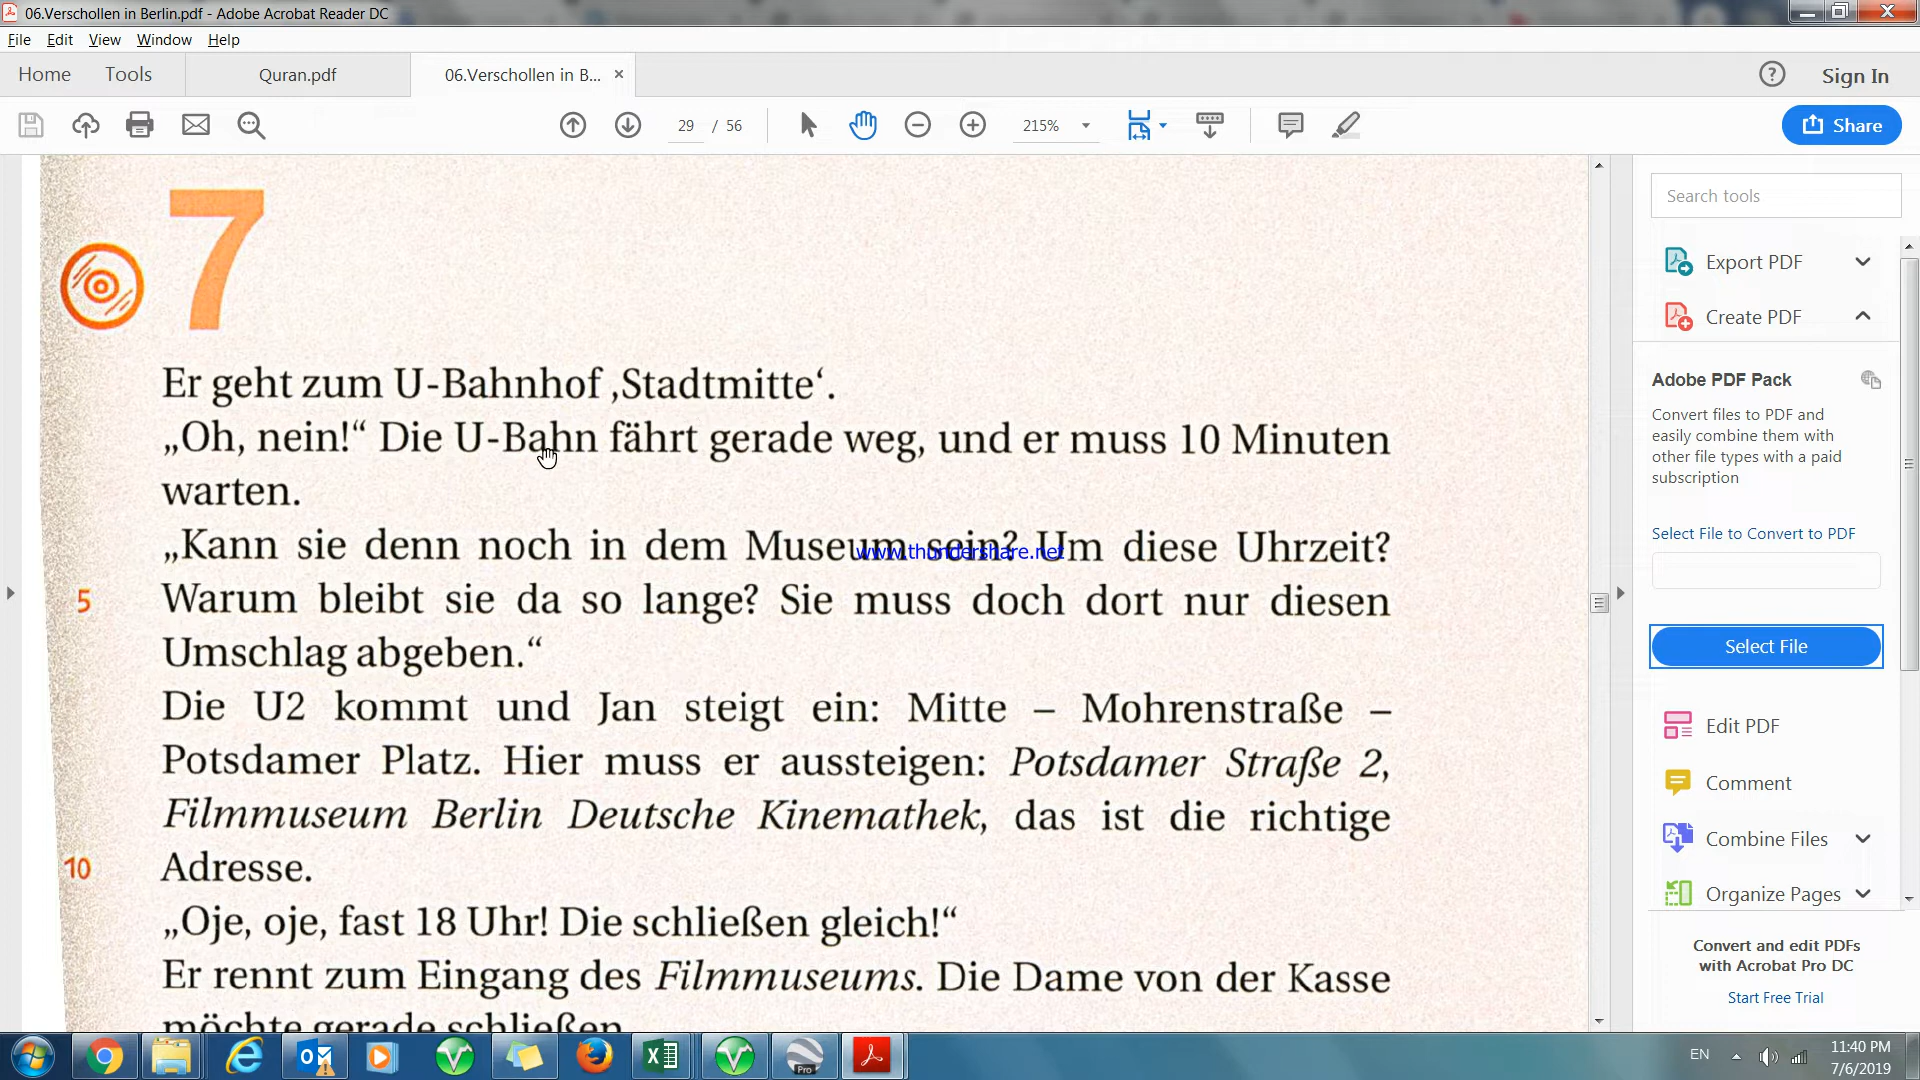 06.Verschollen in Berlin.pdf - Adobe Acrobat Reader DC
File Edit View Window Help
Home Tools Quran.pdf 06.Verschollen in B... × Sign In
29 / 56 215% Share
7
Er geht zum U-Bahnhof ‚Stadtmitte‘.
„Oh, nein!“ Die U-Bahn fährt gerade weg, und er muss 10 Minuten
warten.
„Kann sie denn noch in dem Museum sein? Um diese Uhrzeit?
www.thundershare.net
5 Warum bleibt sie da so lange? Sie muss doch dort nur diesen
Umschlag abgeben.“
Die U2 kommt und Jan steigt ein: Mitte – Mohrenstraße –
Potsdamer Platz. Hier muss er aussteigen: Potsdamer Straße 2,
Filmmuseum Berlin Deutsche Kinemathek, das ist die richtige
10 Adresse.
„Oje, oje, fast 18 Uhr! Die schließen gleich!“
Er rennt zum Eingang des Filmmuseums. Die Dame von der Kasse
möchte gerade schließen
Search tools
Export PDF
Create PDF
Adobe PDF Pack
Convert files to PDF and
easily combine them with
other file types with a paid
subscription
Select File to Convert to PDF
Select File
Edit PDF
Comment
Combine Files
Organize Pages
Convert and edit PDFs
with Acrobat Pro DC
Start Free Trial
Pro
EN
11:40 PM
7/6/2019